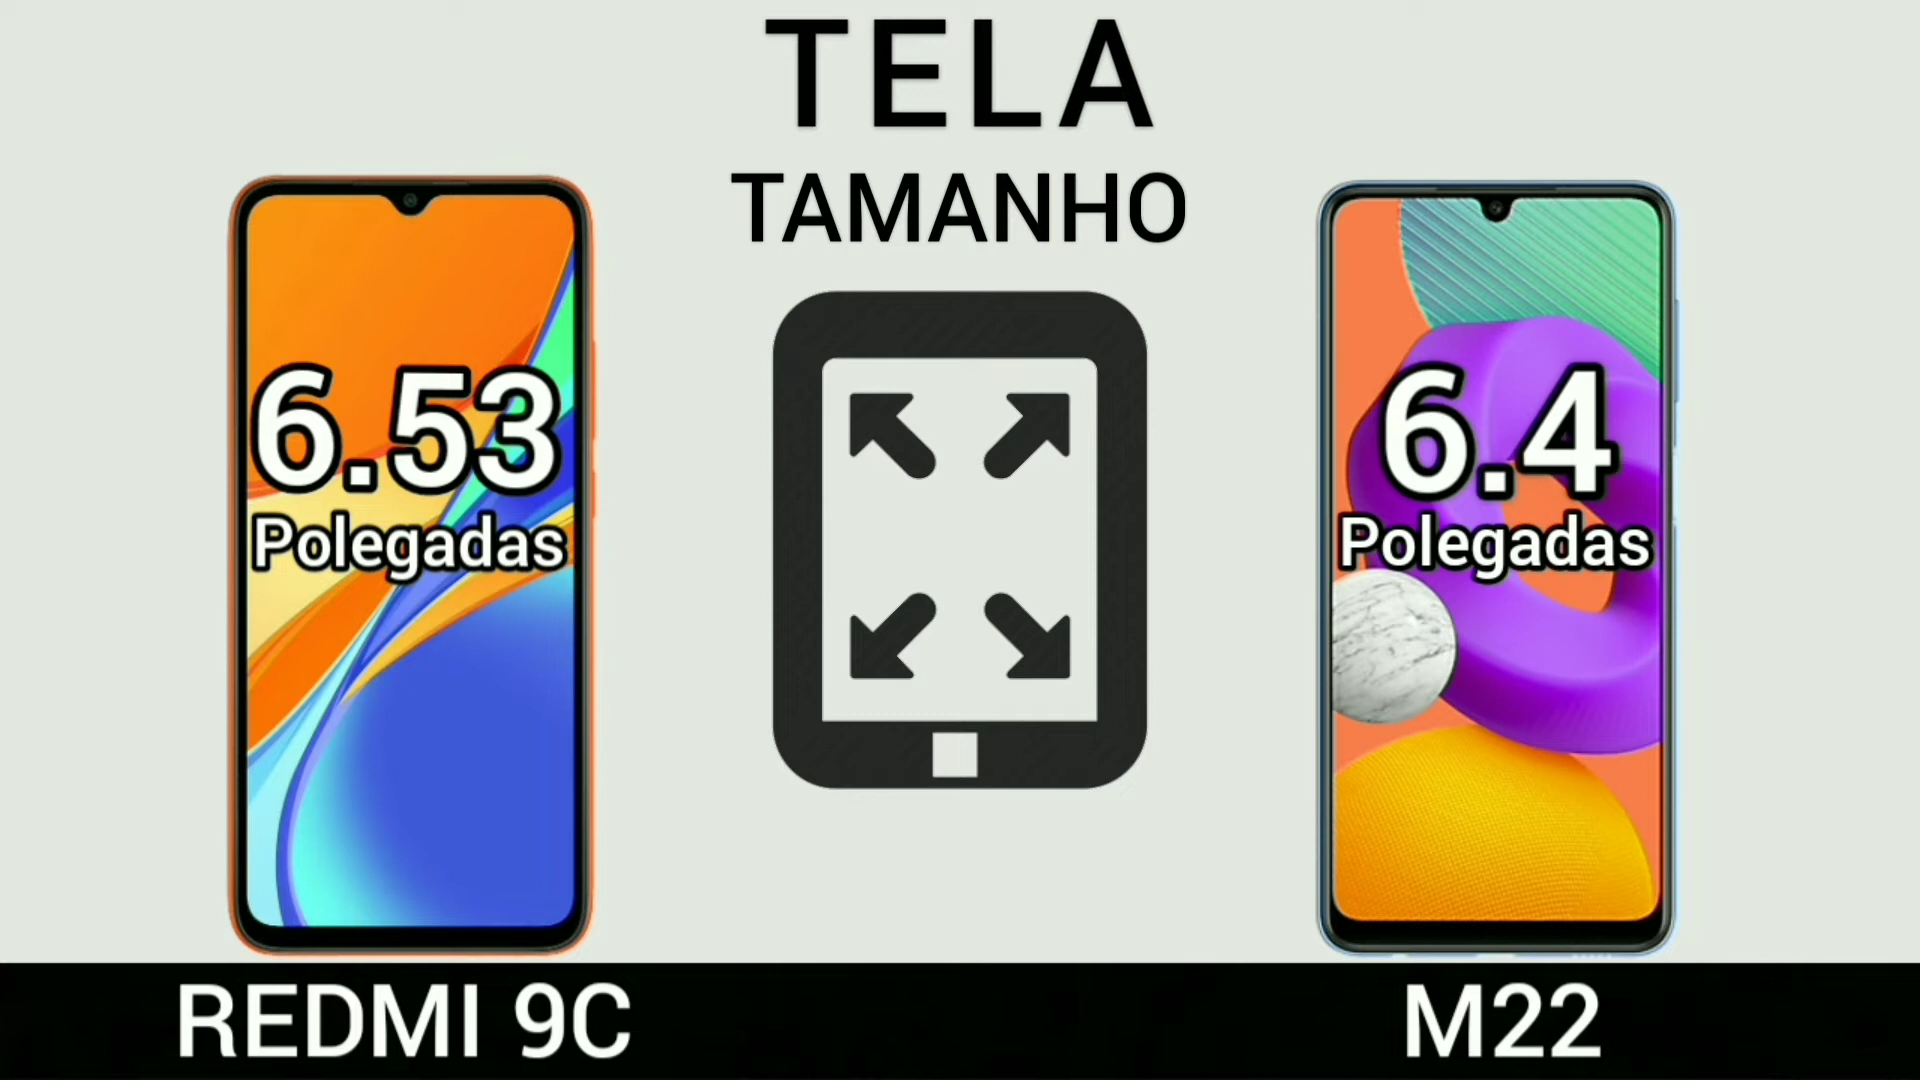 TELA
TAMANHO
6.53
Polegadas
6.4
Polegadas
REDMI 9C
M22